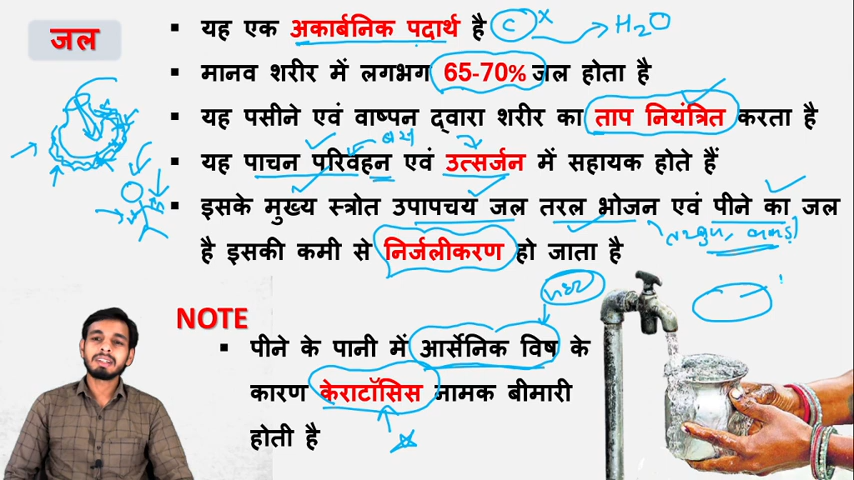 जल
यह एक अकार्बनिक पदार्थ है C x H₂O
मानव शरीर में लगभग 65-70% जल होता है
यह पसीने एवं वाष्पन द्वारा शरीर का ताप नियंत्रित करता है
यह पाचन परिवहन एवं उत्सर्जन में सहायक होते हैं
इसके मुख्य स्त्रोत उपापचय जल तरल भोजन एवं पीने का जल
है इसकी कमी से निर्जलीकरण हो जाता है
NOTE
पीने के पानी में आर्सेनिक विष के
कारण केराटॉसिस नामक बीमारी
होती है